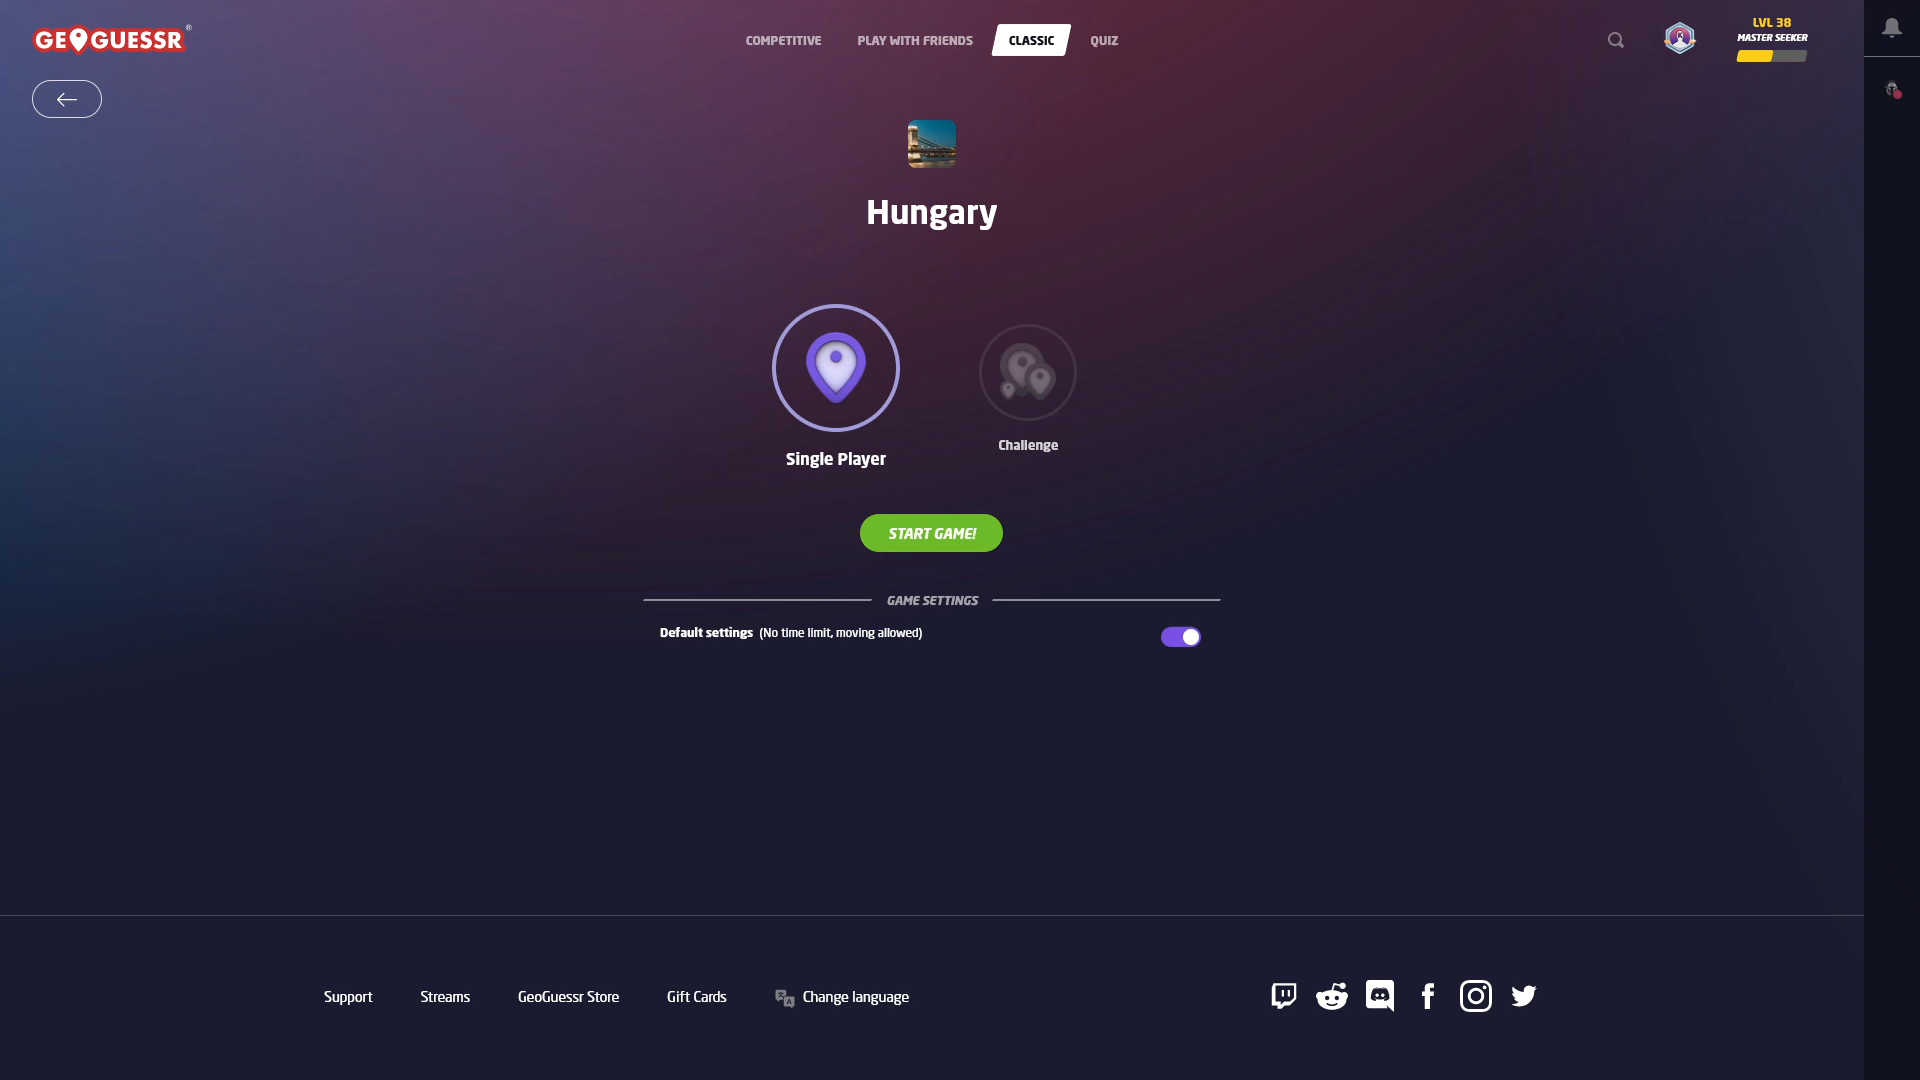 GEOGUESSR®
COMPETITIVE
PLAY WITH FRIENDS
CLASSIC
QUIZ
LVL 38
MASTER SEEKER
Hungary
Single Player
Challenge
START GAME!
GAME SETTINGS
Default settings (No time limit, moving allowed)
Support
Streams
GeoGuessr Store
Gift Cards
Change language